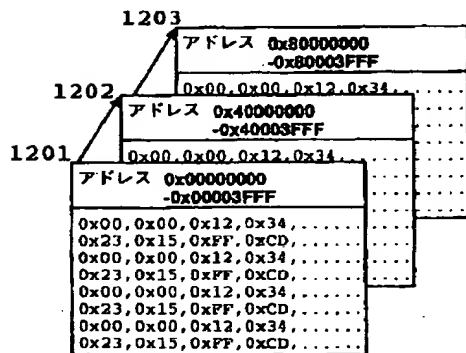 1203
アドレス 0x80000000
-0x80003FFF
0x00,0x00,0x12,0x34,......
1202
アドレス 0x40000000
-0x40003FFF
0x00,0x00,0x12,0x34,......
1201
アドレス 0x00000000
-0x00003FFF
0x00,0x00,0x12,0x34,......
0x23,0x15,0xFF,0xCD,......
0x00,0x00,0x12,0x34,......
0x23,0x15,0xFF,0xCD,......
0x00,0x00,0x12,0x34,......
0x23,0x15,0xFF,0xCD,......
0x00,0x00,0x12,0x34,......
0x23,0x15,0xFF,0xCD,......